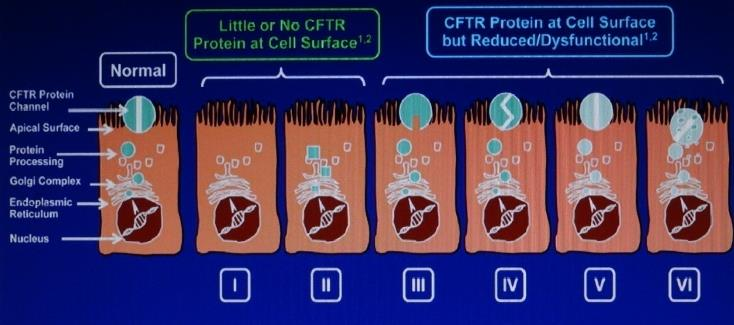 Little or No CFTR
Protein at Cell Surface1,2
CFTR Protein at Cell Surface
but Reduced/Dysfunctional1,2
Normal
CFTR Protein
Channel
Apical Surface
Protein
Processing
Golgi Complex
Endoplasmic
Reticulum
Nucleus
I
II
III
IV
V
VI